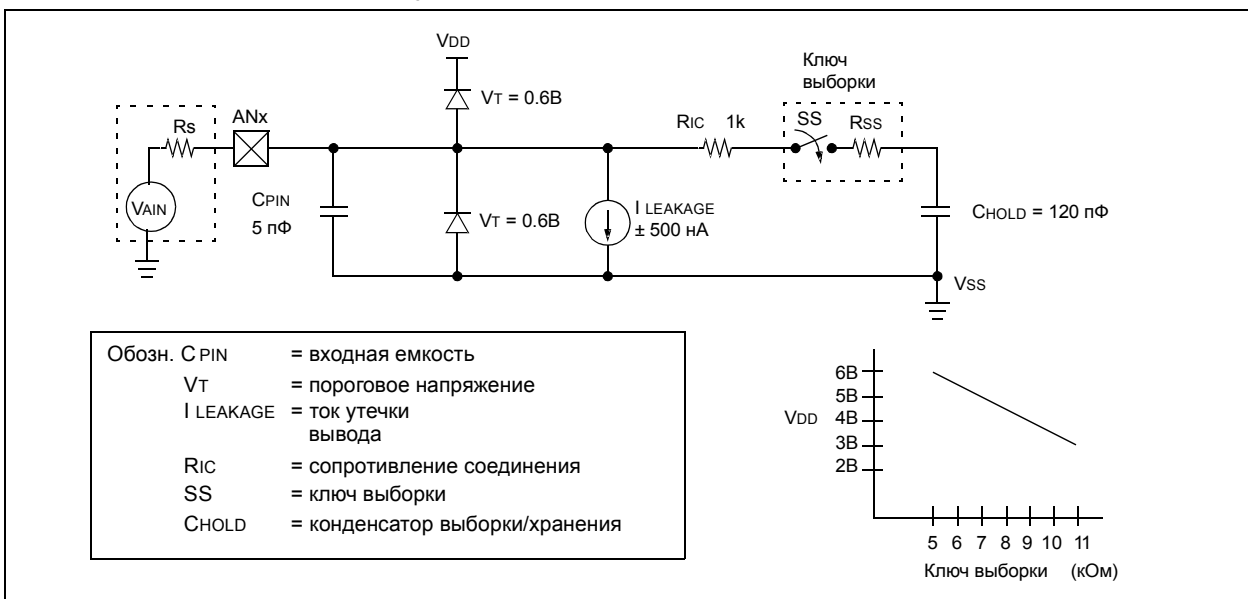 VDD
VT = 0.6В
Ключ
выборки
Rs
ANx
RIC 1k
SS
RSS
VAIN
CPIN
5 пФ
VT = 0.6В
I LEAKAGE
± 500 нА
CHOLD = 120 пФ
VSS
Обозн. CPIN = входная емкость
VT = пороговое напряжение
I LEAKAGE = ток утечки
вывода
RIC = сопротивление соединения
SS = ключ выборки
CHOLD = конденсатор выборки/хранения
6В
5В
VDD 4В
3В
2В
5 6 7 8 9 10 11
Ключ выборки (кОм)